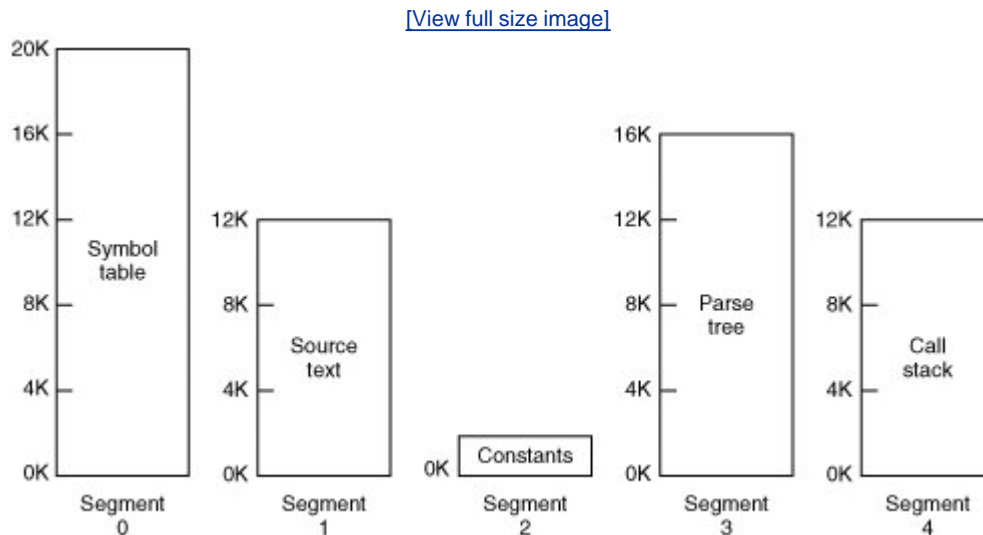 [View full size image]
20K
16K
12K
8K
4K
0K
Symbol
table
Segment
0
12K
8K
4K
0K
Source
text
Segment
1
0K
Constants
Segment
2
16K
12K
8K
4K
0K
Parse
tree
Segment
3
12K
8K
4K
0K
Call
stack
Segment
4